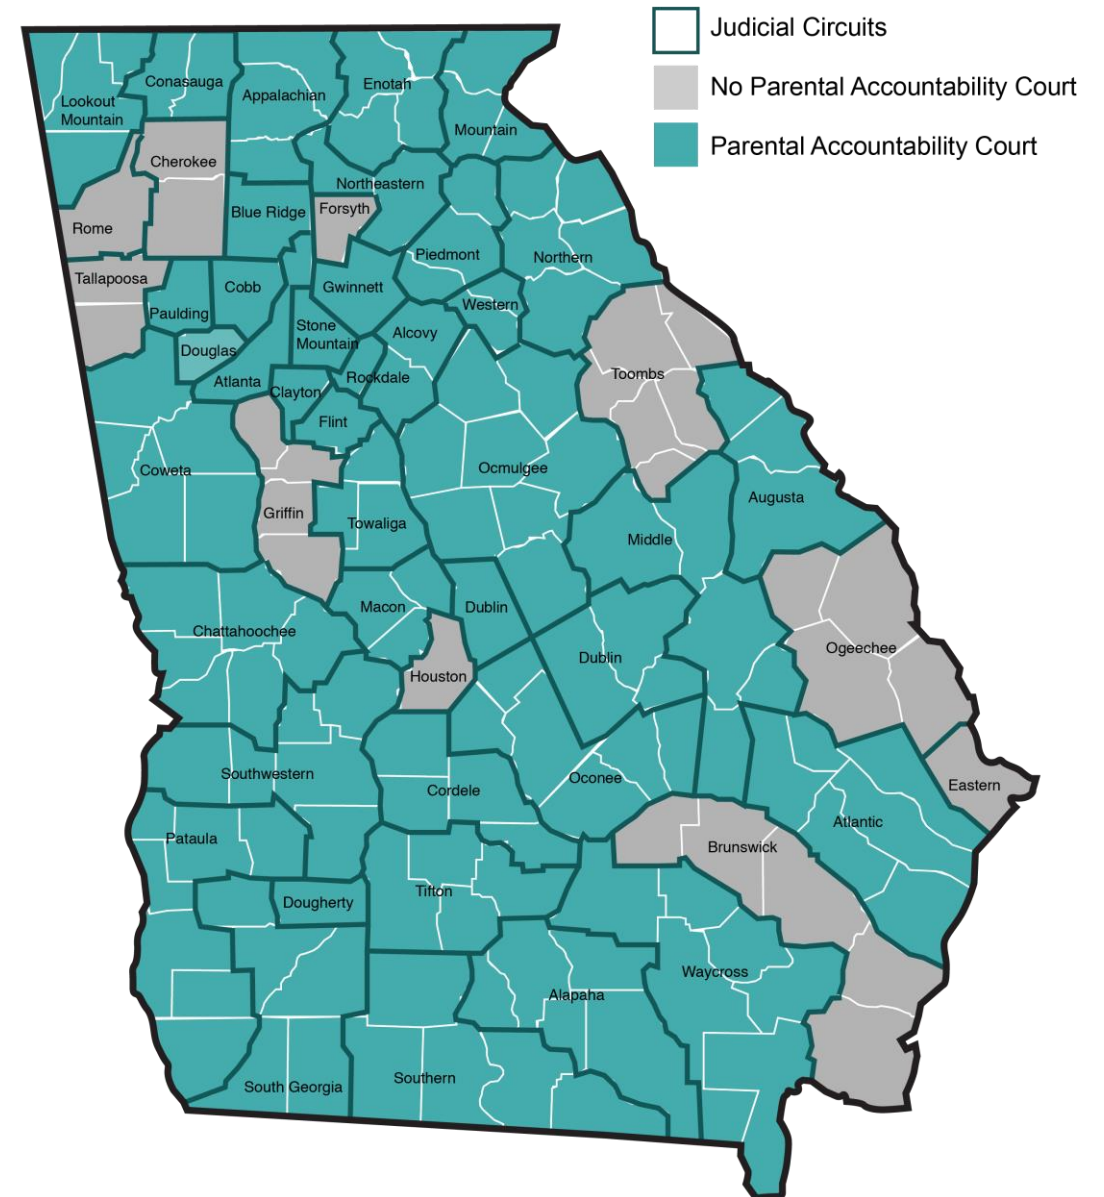 Judicial Circuits
No Parental Accountability Court
Parental Accountability Court
Conasauga
Enotah
Appalachian
Lookout
Mountain
Mountain
Cherokee
Northeastern
Blue Ridge
Forsyth
Rome
Piedmont
Northern
Tallapoosa
Cobb
Gwinnett
Western
Paulding
Stone
Mountain
Alcovy
Douglas
Toombs
Atlanta
Rockdale
Clayton
Flint
Coweta
Ocmulgee
Augusta
Griffin
Towaliga
Middle
Macon
Dublin
Chattahoochee
Dublin
Ogeechee
Houston
Southwestern
Oconee
Eastern
Cordele
Atlantic
Pataula
Brunswick
Tifton
Dougherty
Waycross
Alapaha
Southern
South Georgia